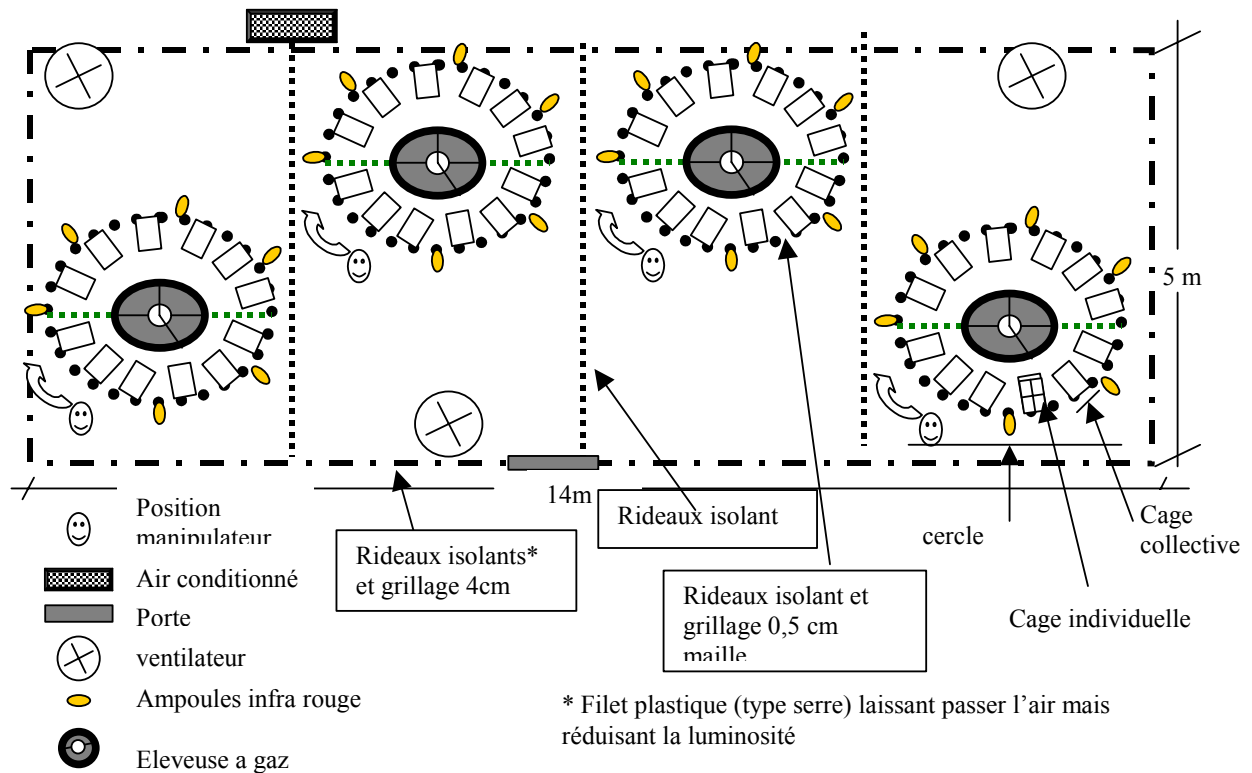 5 m
14m
Position
manipulateur
Air conditionné
Porte
ventilateur
Ampoules infra rouge
Eleveuse a gaz
Rideaux isolants*
et grillage 4cm
Rideaux isolant
Rideaux isolant et
grillage 0,5 cm
maille
cercle
Cage
collective
Cage individuelle
* Filet plastique (type serre) laissant passer l'air mais
réduisant la luminosité